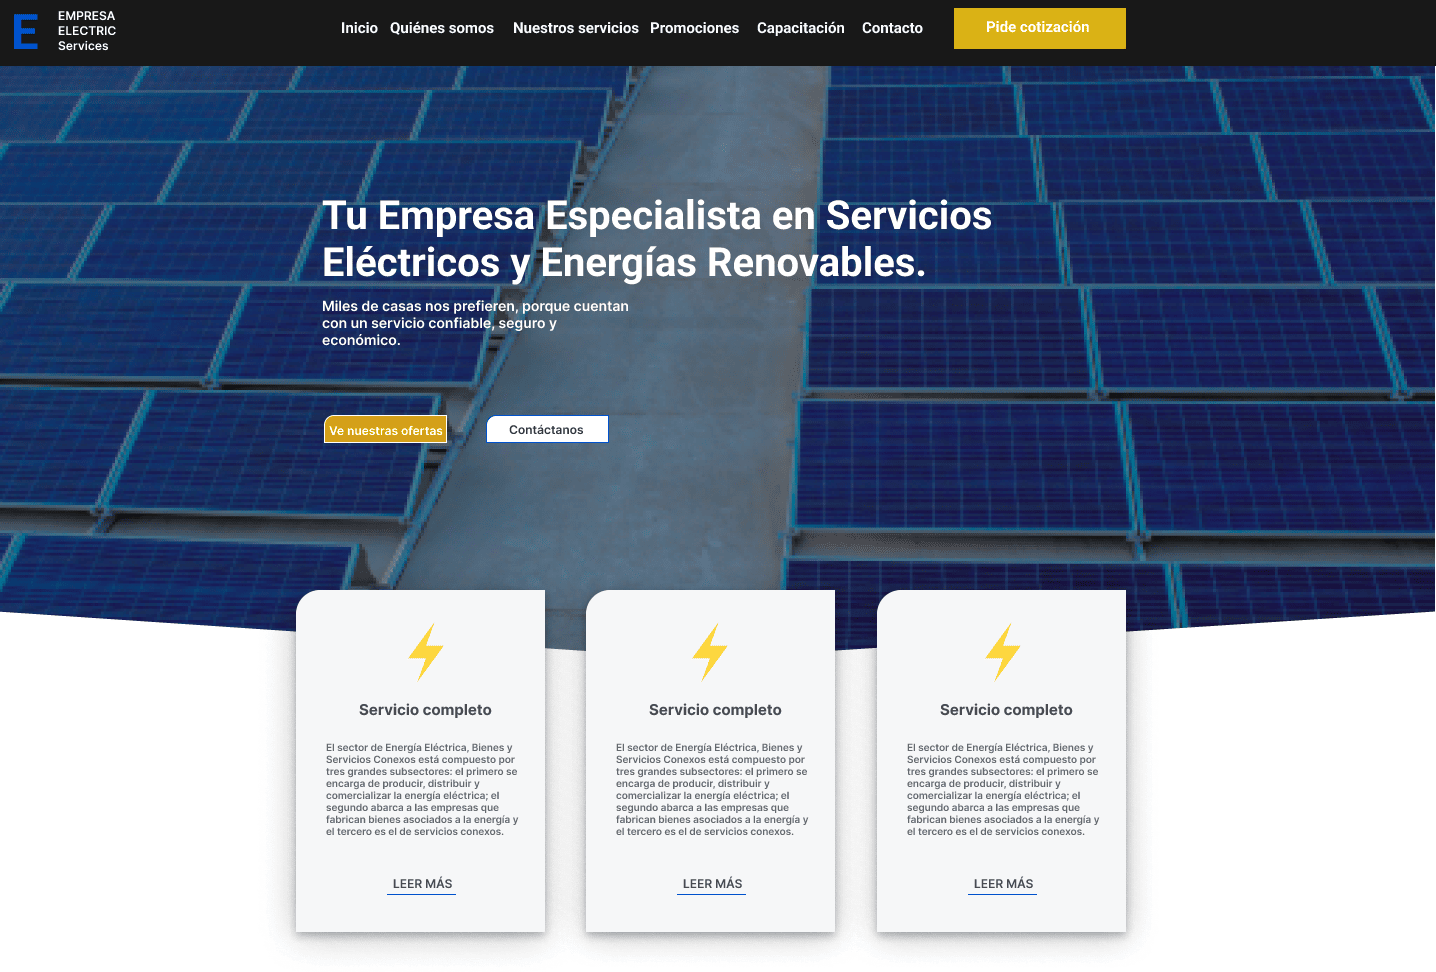 E
EMPRESA
ELECTRIC
Services
Inicio Quiénes somos Nuestros servicios Promociones Capacitación Contacto Pide cotización
Tu Empresa Especialista en Servicios
Eléctricos y Energías Renovables.
Miles de casas nos prefieren, porque cuentan
con un servicio confiable, seguro y
económico.
Ve nuestras ofertas Contáctanos
Servicio completo
El sector de Energía Eléctrica, Bienes y
Servicios Conexos está compuesto por
tres grandes subsectores: el primero se
encarga de producir, distribuir y
comercializar la energía eléctrica; el
segundo abarca a las empresas que
fabrican bienes asociados a la energía y
el tercero es el de servicios conexos.
LEER MÁS
Servicio completo
El sector de Energía Eléctrica, Bienes y
Servicios Conexos está compuesto por
tres grandes subsectores: el primero se
encarga de producir, distribuir y
comercializar la energía eléctrica; el
segundo abarca a las empresas que
fabrican bienes asociados a la energía y
el tercero es el de servicios conexos.
LEER MÁS
Servicio completo
El sector de Energía Eléctrica, Bienes y
Servicios Conexos está compuesto por
tres grandes subsectores: el primero se
encarga de producir, distribuir y
comercializar la energía eléctrica; el
segundo abarca a las empresas que
fabrican bienes asociados a la energía y
el tercero es el de servicios conexos.
LEER MÁS